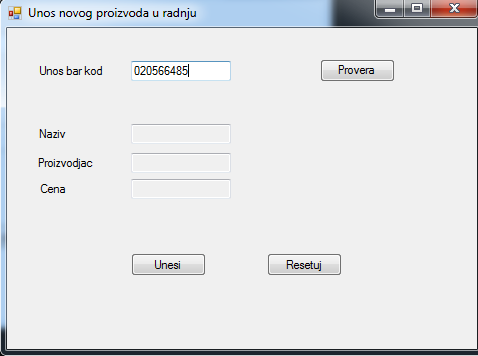 Unos novog proizvoda u radnju
Unos bar kod 020566485 Provera
Naziv
Proizvodjac
Cena
Unesi Resetuj